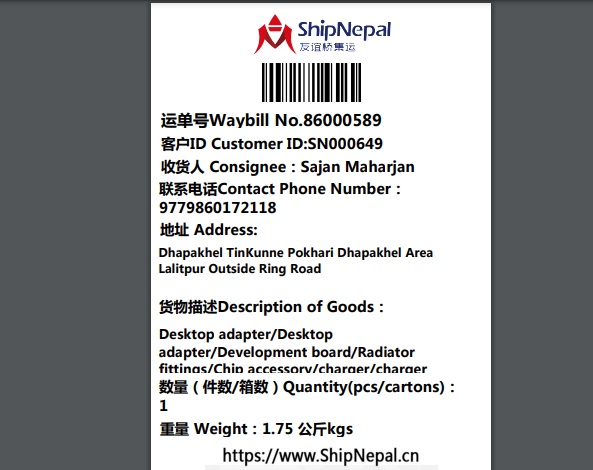 ShipNepal
友谊桥集运
运单号Waybill No.86000589
客户ID Customer ID:SN000649
收货人 Consignee：Sajan Maharjan
联系电话Contact Phone Number：
9779860172118
地址 Address:
Dhapakhel TinKunne Pokhari Dhapakhel Area
Lalitpur Outside Ring Road
货物描述Description of Goods：
Desktop adapter/Desktop
adapter/Development board/Radiator
fittings/Chip accessory/charger/charger
数量（件数/箱数）Quantity(pcs/cartons)：
1
重量 Weight：1.75 公斤kgs
https://www.ShipNepal.cn